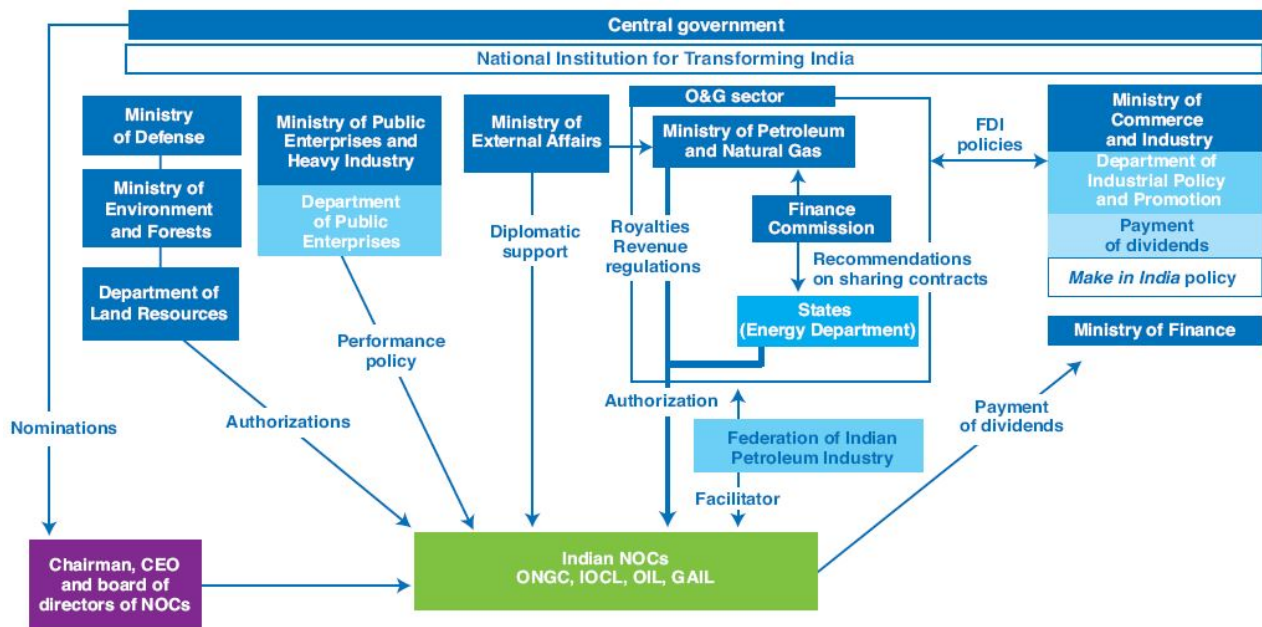 Central government
National Institution for Transforming India
Ministry
of Defense
Ministry of
Environment
and Forests
Department of
Land Resources
Ministry of Public
Enterprises and
Heavy Industry
Department
of Public
Enterprises
Ministry of
External Affairs
O&G sector
Ministry of Petroleum
and Natural Gas
Finance
Commission
Recommendations
on sharing contracts
States
(Energy Department)
Royalties
Revenue
regulations
Diplomatic
support
FDI
policies
Ministry of
Commerce
and Industry
Department of
Industrial Policy
and Promotion
Payment
of dividends
Make in India policy
Ministry of Finance
Performance
policy
Nominations
Authorizations
Authorization
Payment
of dividends
Federation of Indian
Petroleum Industry
Facilitator
Chairman, CEO
and board of
directors of NOCs
Indian NOCs
ONGC, IOCL, OIL, GAIL